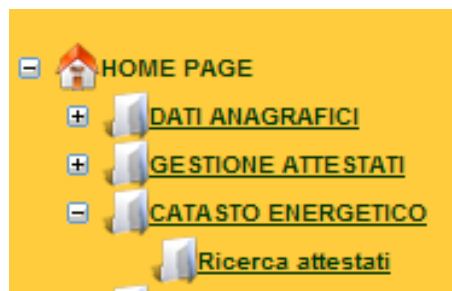 HOME PAGE
DATI ANAGRAFICI
GESTIONE ATTESTATI
CATASTO ENERGETICO
Ricerca attestati